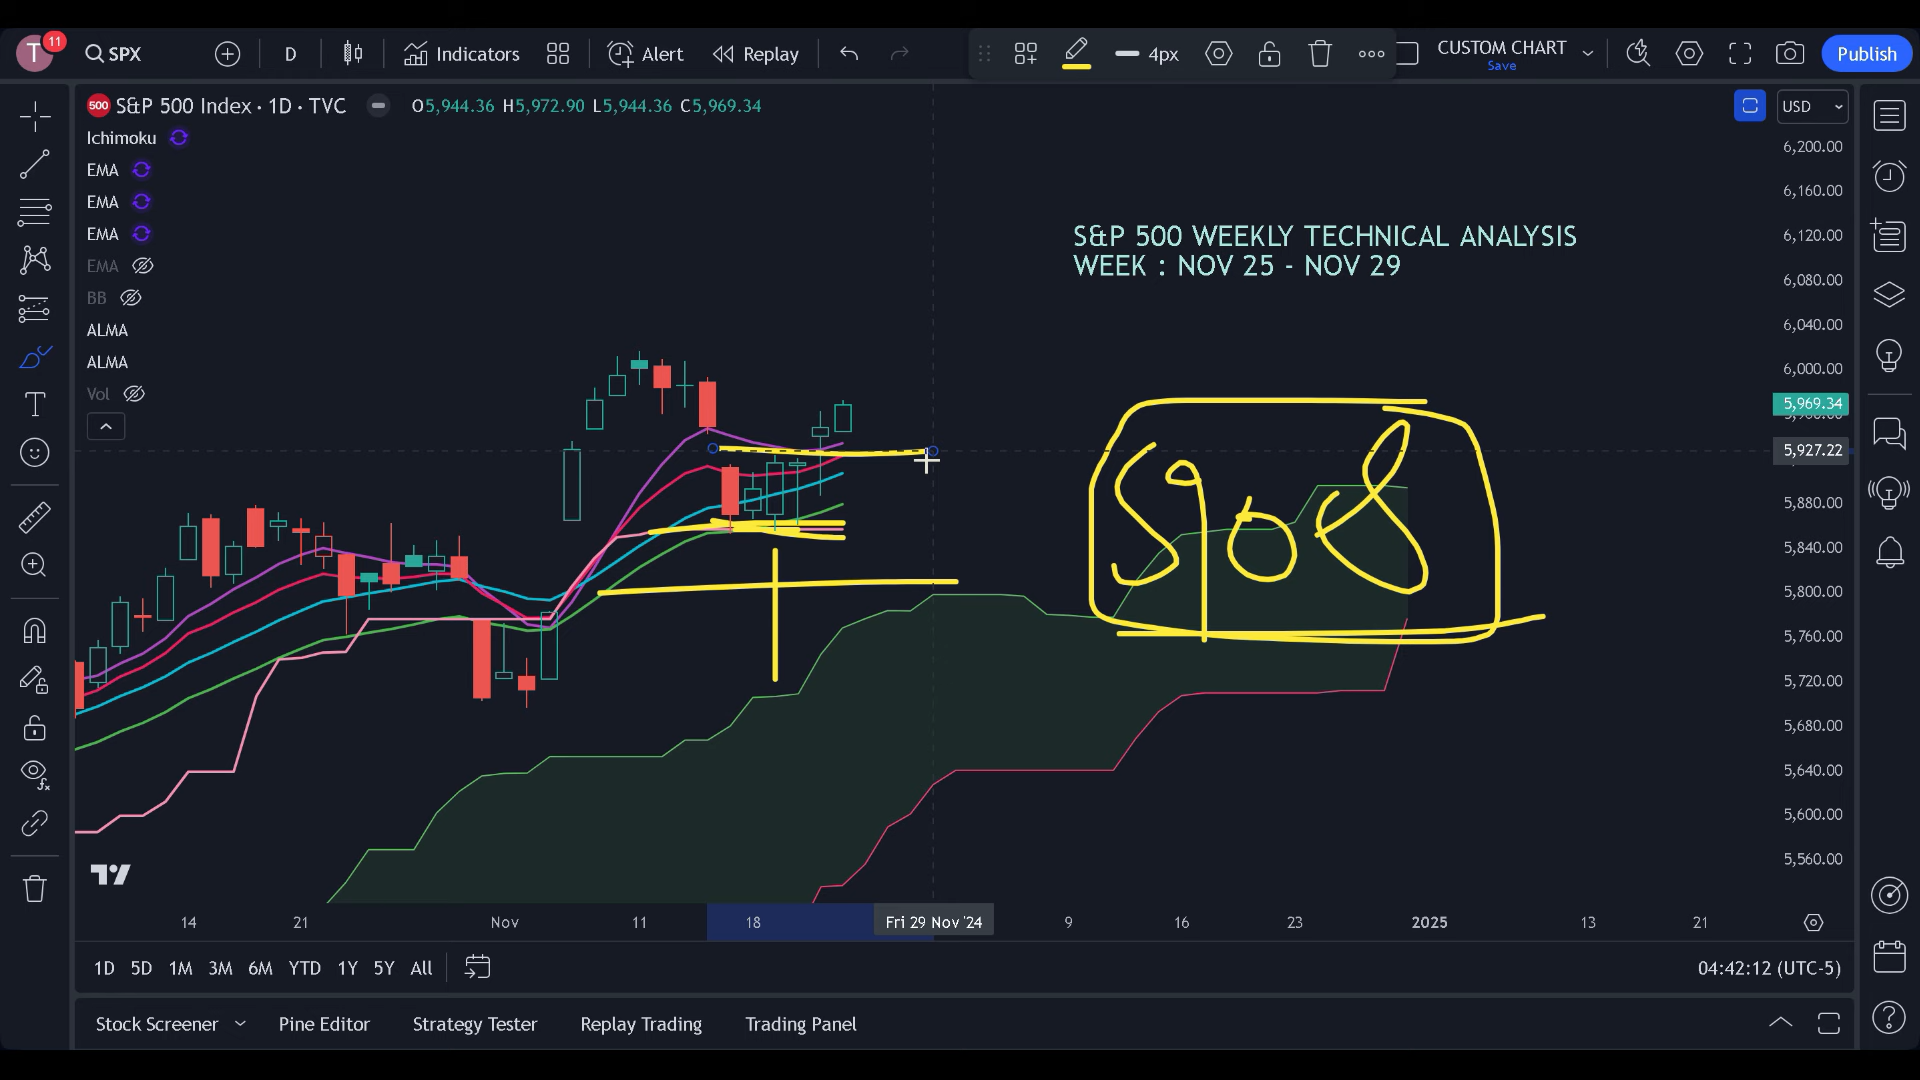 T
11
SPX
D
Indicators
Alert
Replay
4px
CUSTOM CHART
Save
Publish
500 S&P 500 Index · 1D · TVC
O5,944.36 H5,972.90 L5,944.36 C5,969.34
USD
Ichimoku
EMA
EMA
EMA
EMA
BB
ALMA
ALMA
Vol
S&P 500 WEEKLY TECHNICAL ANALYSIS
WEEK : NOV 25 - NOV 29
6,200.00
6,160.00
6,120.00
6,080.00
6,040.00
6,000.00
5,969.34
5,927.22
5,880.00
5,840.00
5,800.00
5,760.00
5,720.00
5,680.00
5,640.00
5,600.00
5,560.00
14 21 Nov 11 18 Fri 29 Nov '24 9 16 23 2025 13 21
1D 5D 1M 3M 6M YTD 1Y 5Y All
04:42:12 (UTC-5)
Stock Screener
Pine Editor
Strategy Tester
Replay Trading
Trading Panel